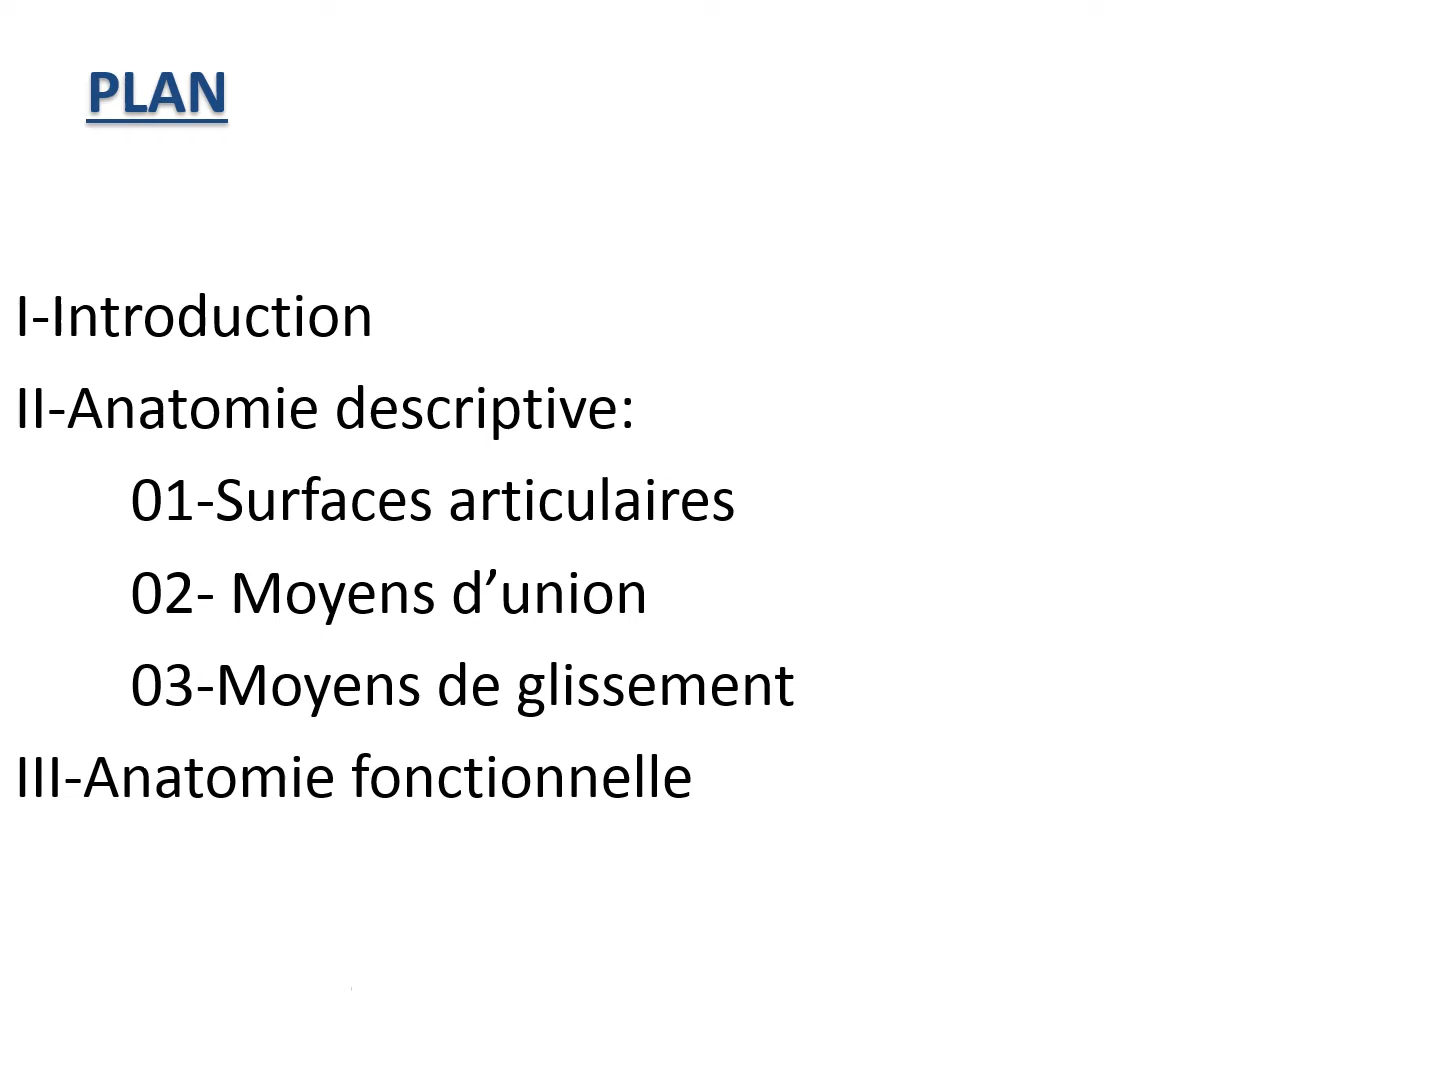 PLAN
I-Introduction
II-Anatomie descriptive:
01-Surfaces articulaires
02- Moyens d’union
03-Moyens de glissement
III-Anatomie fonctionnelle